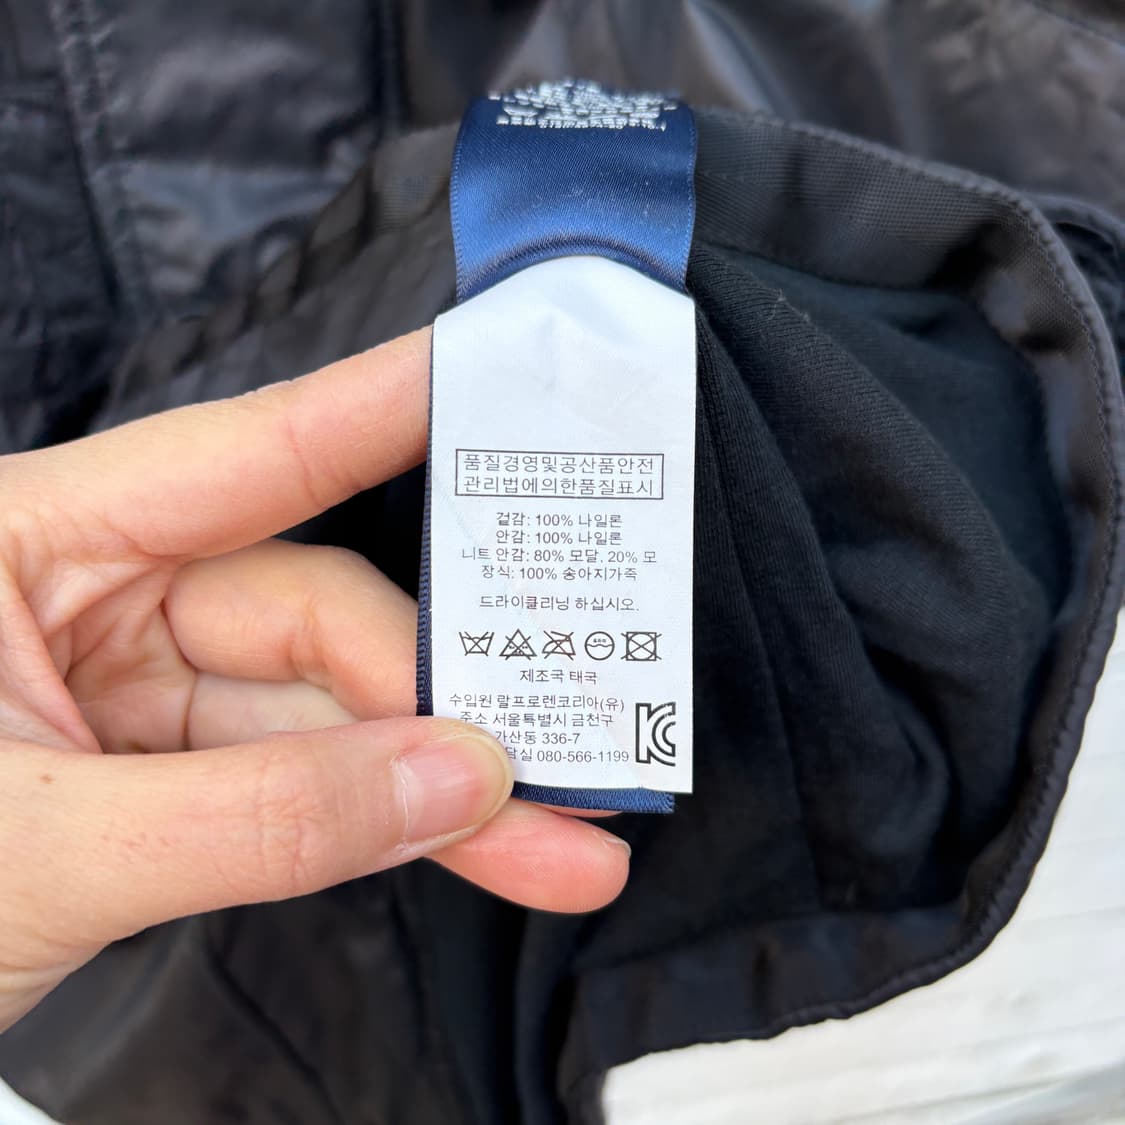 품질경영및공산품안전
관리법에의한품질표시
겉감: 100% 나일론
안감: 100% 나일론
니트 안감: 80% 모달, 20% 모
장식: 100% 송아지가죽
드라이클리닝 하십시오.
제조국 태국
수입원 랄프로렌코리아(유)
주소 서울특별시 금천구
가산동 336-7
담실 080-566-1199